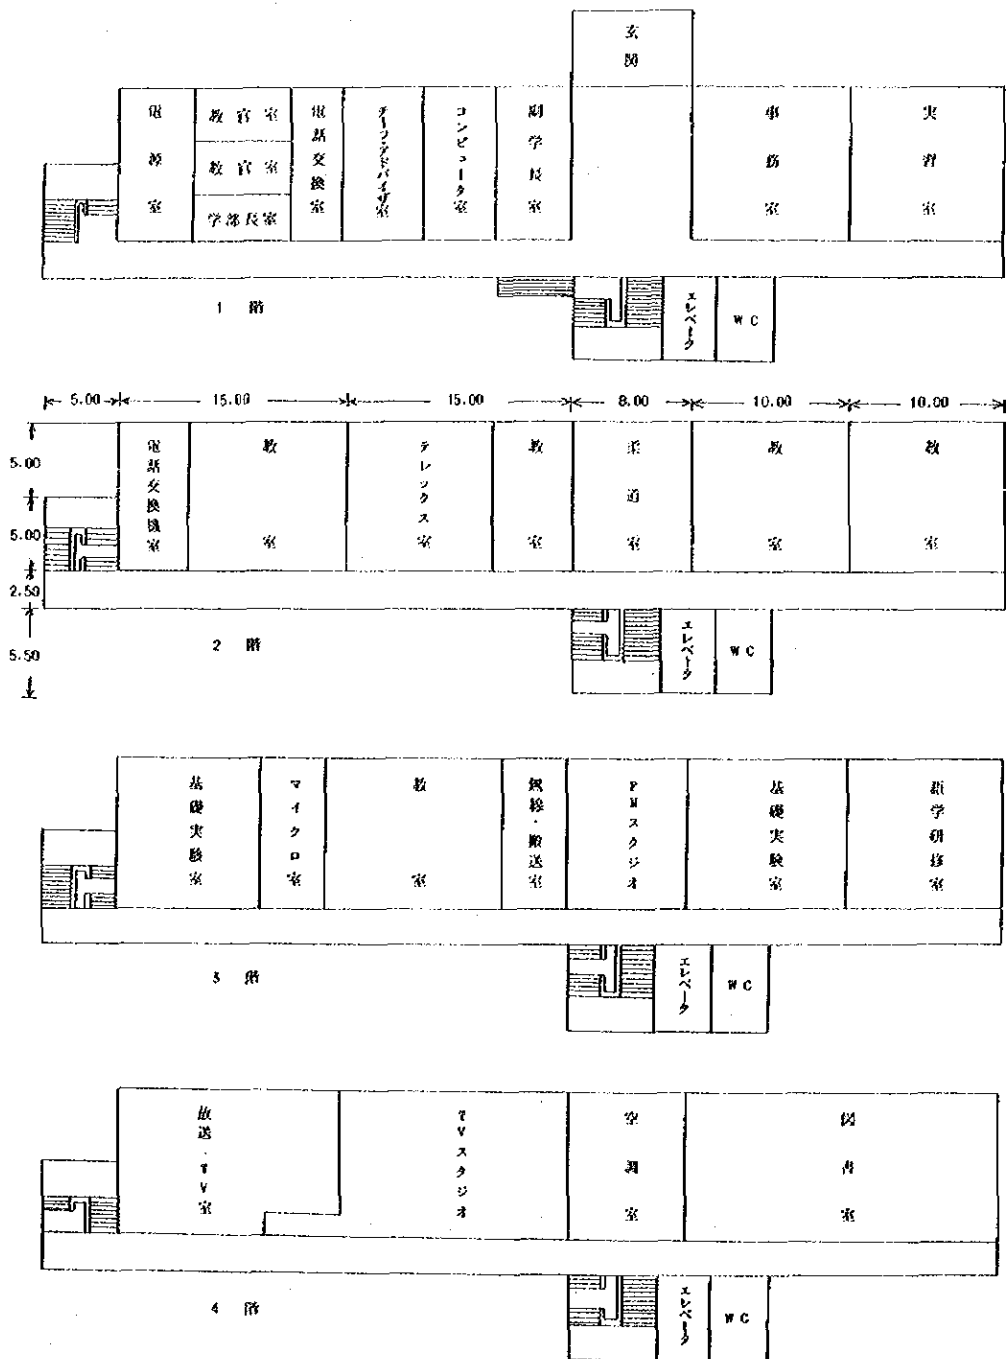 玄関
電源室
教官室
教官室
学部長室
電話交換室
チーフアドバイザ室
コンピュータ室
副学長室
事務室
実習室
エレベータ
WC
1 階
5.00
15.00
15.00
8.00
10.00
10.00
5.00
5.00
2.50
5.50
電話交換機室
教室
テレックス室
教室
柔道室
教室
教室
エレベータ
WC
2 階
基礎実験室
マイクロ室
教室
無線・搬送室
FMスタジオ
基礎実験室
語学研修室
エレベータ
WC
3 階
放送・TV室
TVスタジオ
空調室
図書室
エレベータ
WC
4 階